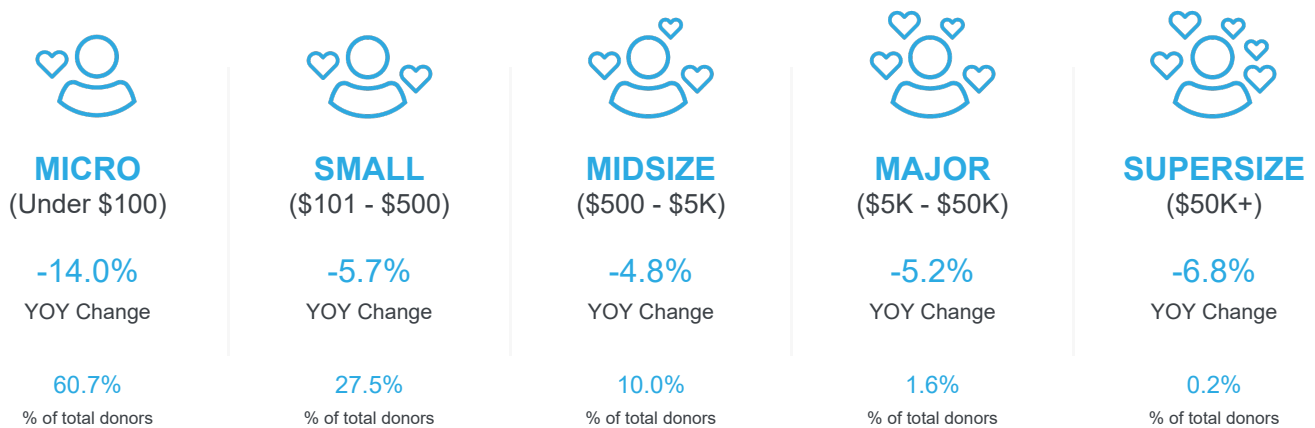 MICRO
(Under $100)
-14.0%
YOY Change
60.7%
% of total donors
SMALL
($101 - $500)
-5.7%
YOY Change
27.5%
% of total donors
MIDSIZE
($500 - $5K)
-4.8%
YOY Change
10.0%
% of total donors
MAJOR
($5K - $50K)
-5.2%
YOY Change
1.6%
% of total donors
SUPERSIZE
($50K+)
-6.8%
YOY Change
0.2%
% of total donors